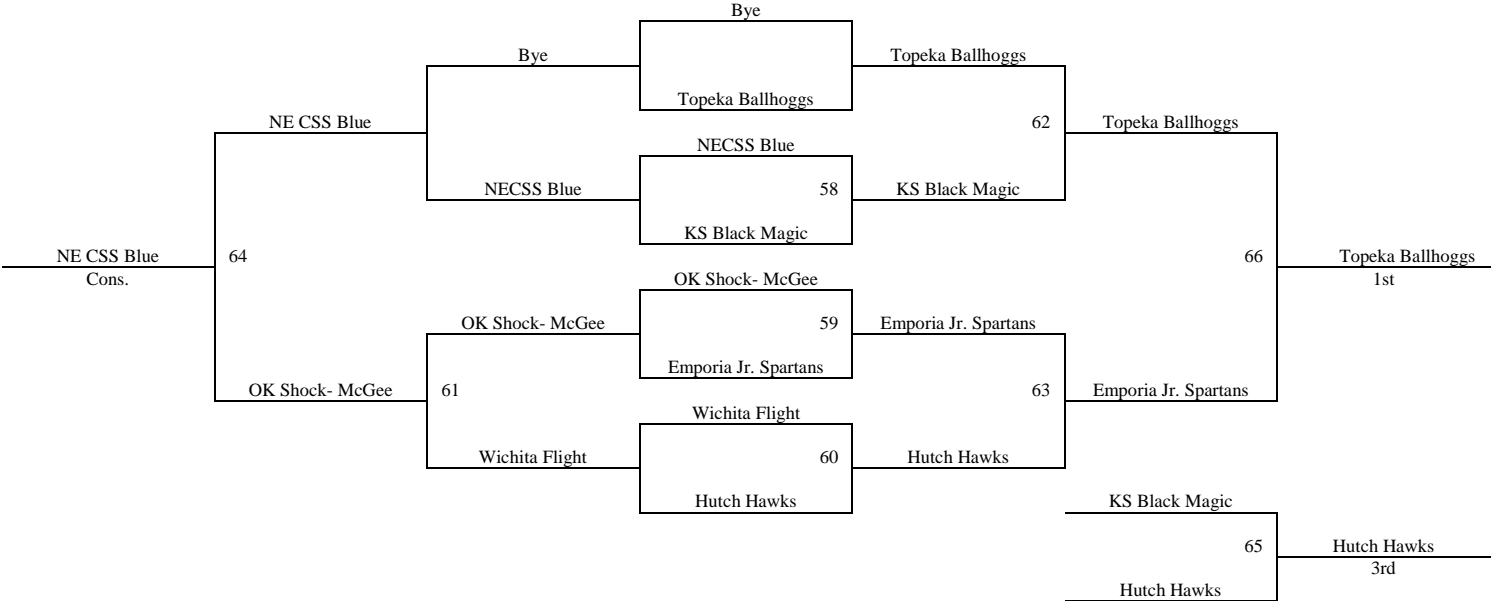 Bye
Bye
Topeka Ballhoggs
Topeka Ballhoggs
NE CSS Blue
62
Topeka Ballhoggs
NECSS Blue
NECSS Blue
58
KS Black Magic
KS Black Magic
NE CSS Blue
64
66
Topeka Ballhoggs
Cons.
1st
OK Shock- McGee
OK Shock- McGee
59
Emporia Jr. Spartans
Emporia Jr. Spartans
OK Shock- McGee
61
63
Emporia Jr. Spartans
Wichita Flight
Wichita Flight
60
Hutch Hawks
Hutch Hawks
KS Black Magic
65
Hutch Hawks
3rd
Hutch Hawks